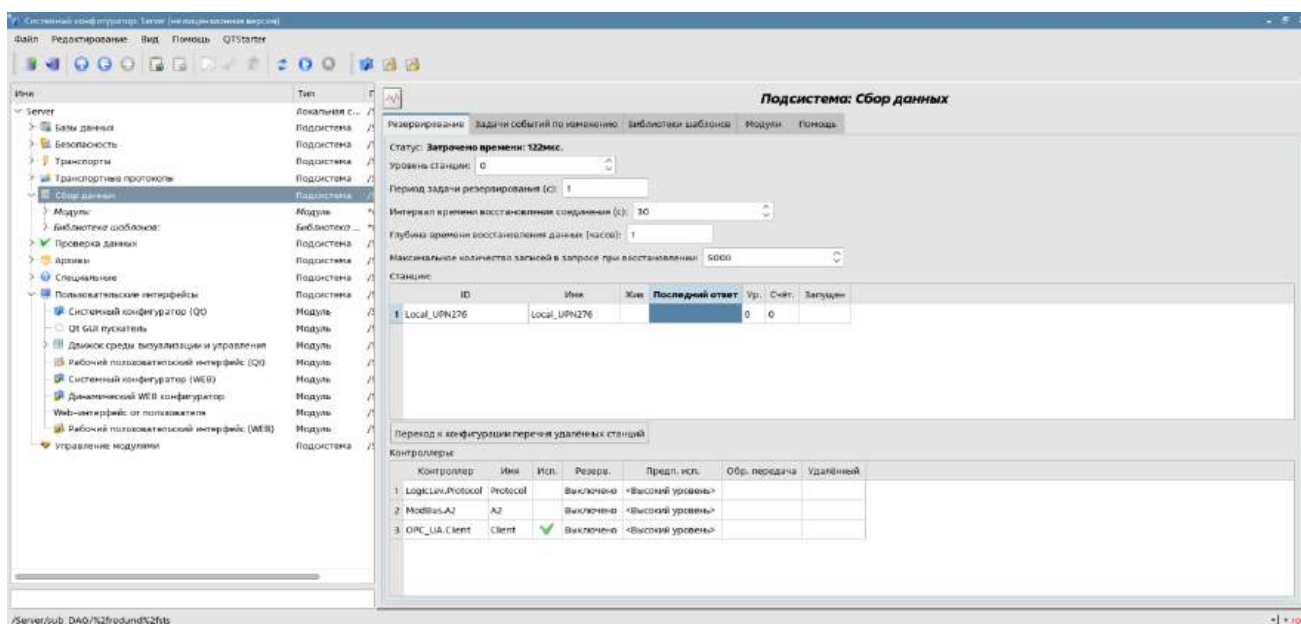 Системный конфигуратор: Server (нелицензионная версия)
Файл Редактирование Вид Помощь QTStarter
Имя Тип
Server Локальная с...
Базы данных Подсистема
Безопасность Подсистема
Транспорты Подсистема
Транспортные протоколы Подсистема
Сбор данных Подсистема
Модуль: Модуль
Библиотека шаблонов: Библиотека ...
Проверка данных Подсистема
Архивы Подсистема
Специальные Подсистема
Пользовательские интерфейсы Подсистема
Системный конфигуратор (Qt) Модуль
Qt GUI пускатель Модуль
Движок среды визуализации и управления Модуль
Рабочий пользовательский интерфейс (Qt) Модуль
Системный конфигуратор (WEB) Модуль
Динамический WEB конфигуратор Модуль
Web-интерфейс от пользователя Модуль
Рабочий пользовательский интерфейс (WEB) Модуль
Управление модулями Подсистема
Подсистема: Сбор данных
Резервирование Задачи событий по изменению Библиотеки шаблонов Модули Помощь
Статус: Затрачено времени: 122мкс.
Уровень станции: 0
Период задачи резервирования (с): 1
Интервал времени восстановления соединения (с): 30
Глубина времени восстановления данных (часов): 1
Максимальное количество записей в запросе при восстановлении: 5000
Станции:
ID Имя Жив Последний ответ Ур. Счёт. Запущен
1 Local_UPN276 Local_UPN276 0 0
Переход к конфигурации перечня удалённых станций
Контроллеры:
Контроллер Имя Исп. Резерв. Предп. исп. Обр. передача Удалённый
1 LogicLev.Protocol Protocol Выключено <Высокий уровень>
2 ModBus.A2 A2 Выключено <Высокий уровень>
3 OPC_UA.Client Client Выключено <Высокий уровень>
/Server/sub_DAQ/%2fredund%2fsts